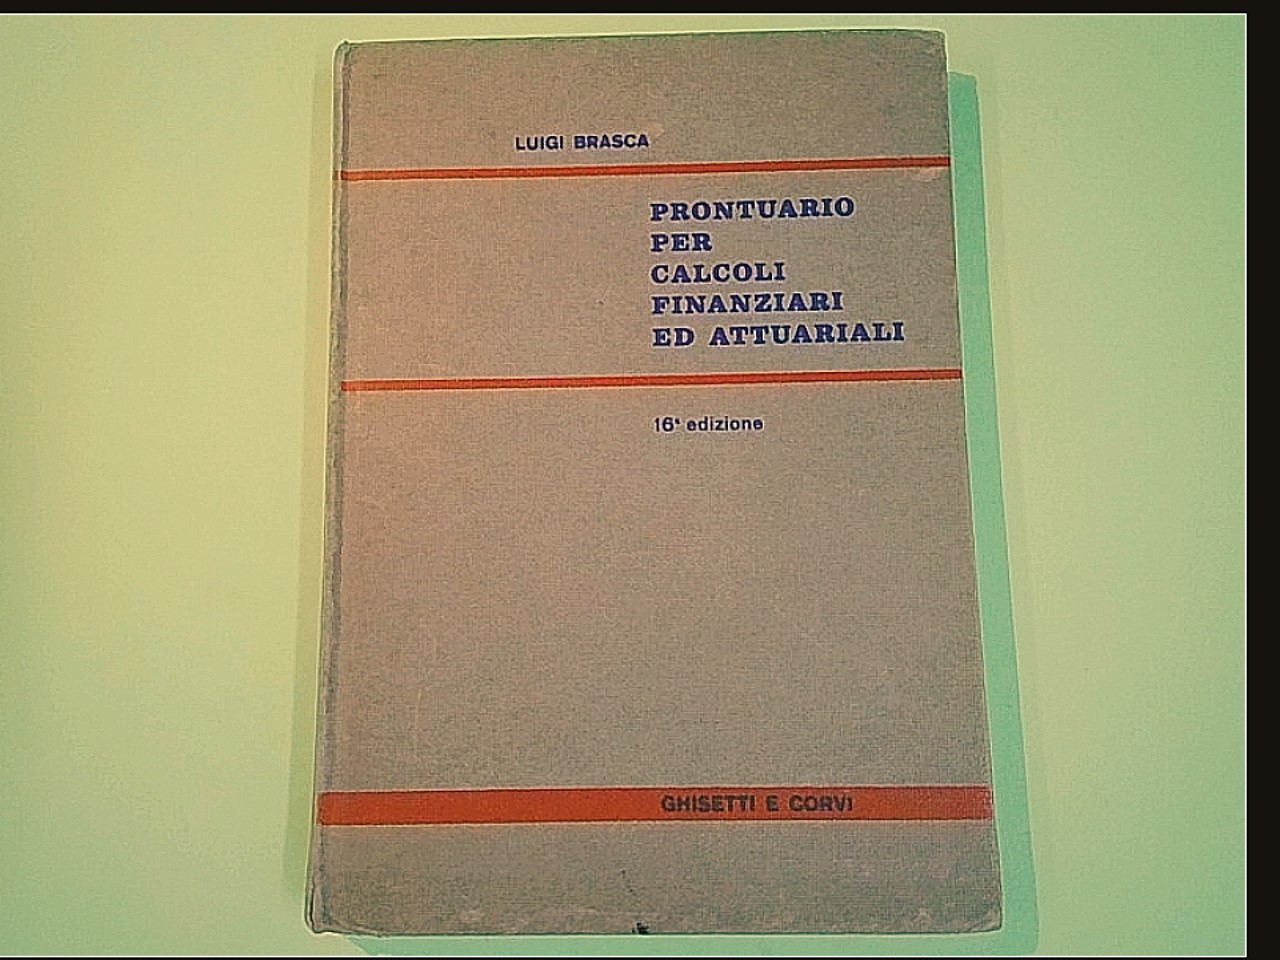 LUIGI BRASCA
PRONTUARIO
PER
CALCOLI
FINANZIARI
ED ATTUARIALI
16ª edizione
GHISETTI E CORVI